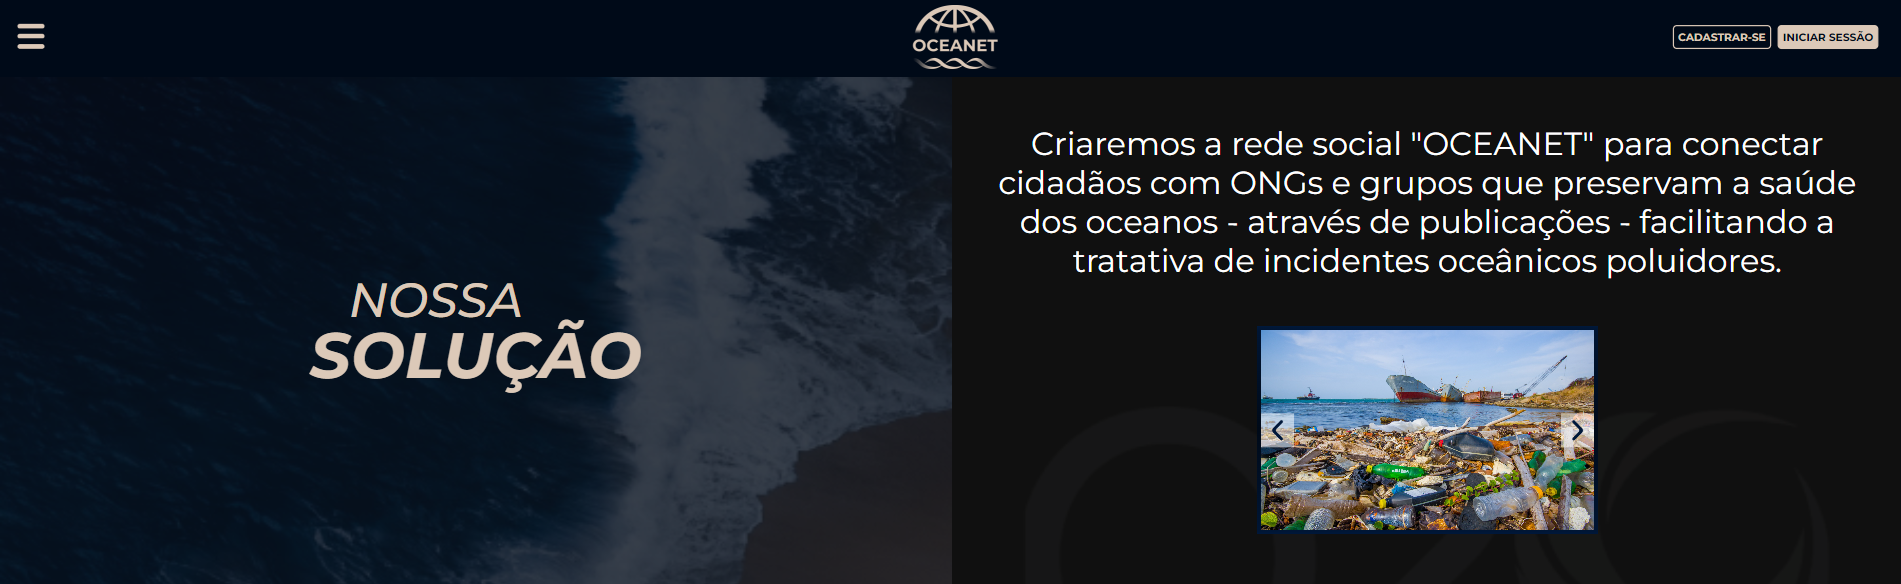 OCEANET
CADASTRAR-SE
INICIAR SESSÃO
NOSSA
SOLUÇÃO
Criaremos a rede social "OCEANET" para conectar
cidadãos com ONGs e grupos que preservam a saúde
dos oceanos - através de publicações - facilitando a
tratativa de incidentes oceânicos poluidores.